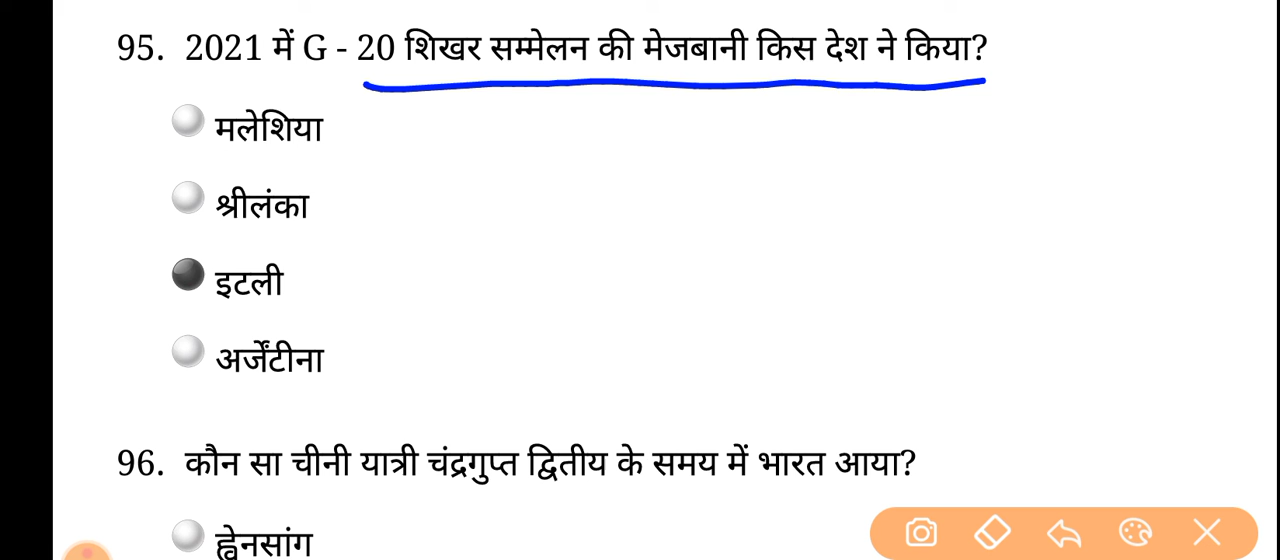 95. 2021 में G - 20 शिखर सम्मेलन की मेजबानी किस देश ने किया?
मलेशिया
श्रीलंका
इटली
अर्जेंटीना
96. कौन सा चीनी यात्री चंद्रगुप्त द्वितीय के समय में भारत आया?
ह्वेनसांग